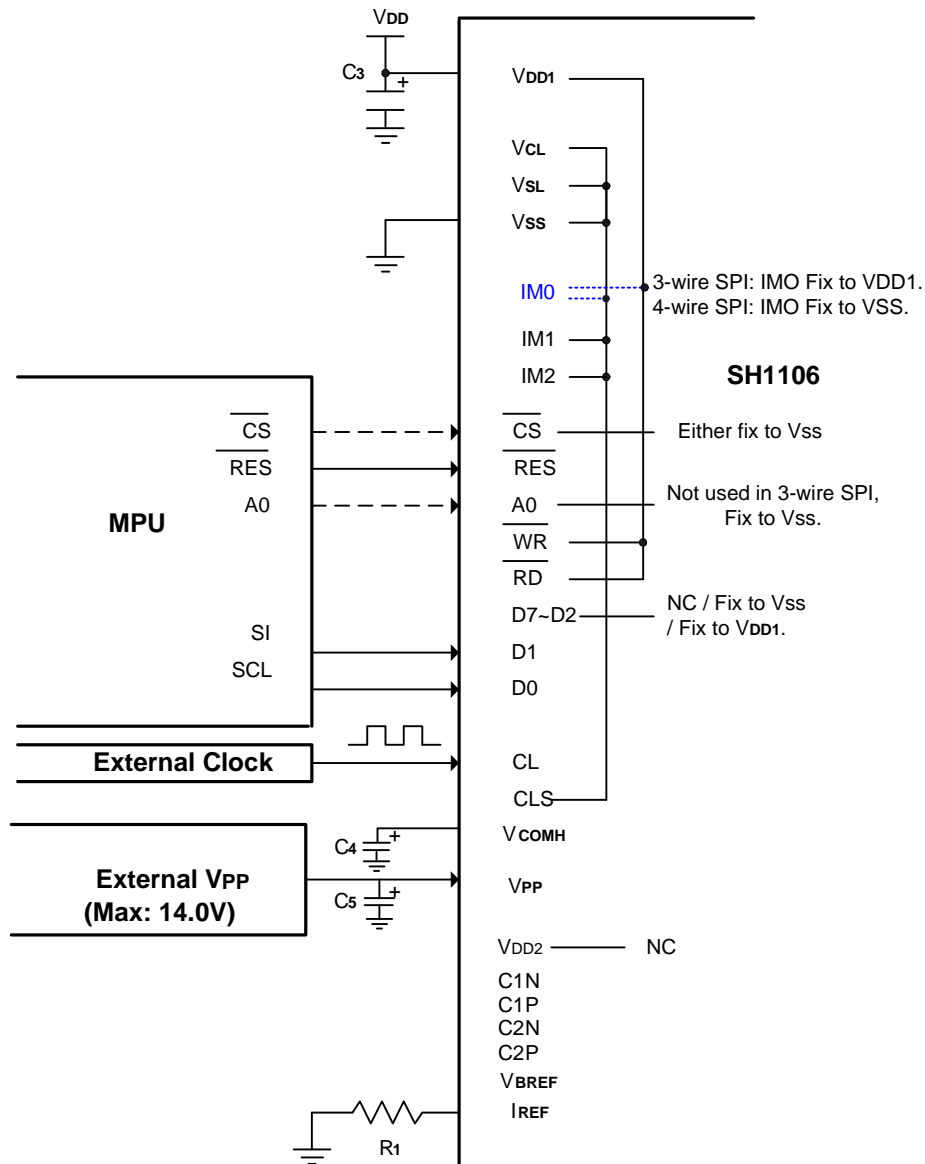 VDD
C3
+
VDD1
VCL
VSL
VSS
IM0
3-wire SPI: IMO Fix to VDD1.
4-wire SPI: IMO Fix to VSS.
IM1
IM2
SH1106
MPU
CS
RES
A0
SI
SCL
CS
Either fix to Vss
RES
A0
Not used in 3-wire SPI,
Fix to Vss.
WR
RD
D7~D2
NC / Fix to Vss
/ Fix to VDD1.
D1
D0
External Clock
CL
CLS
C4
+
VCOMH
External VPP
(Max: 14.0V)
C5
+
VPP
VDD2
NC
C1N
C1P
C2N
C2P
VBREF
IREF
R1